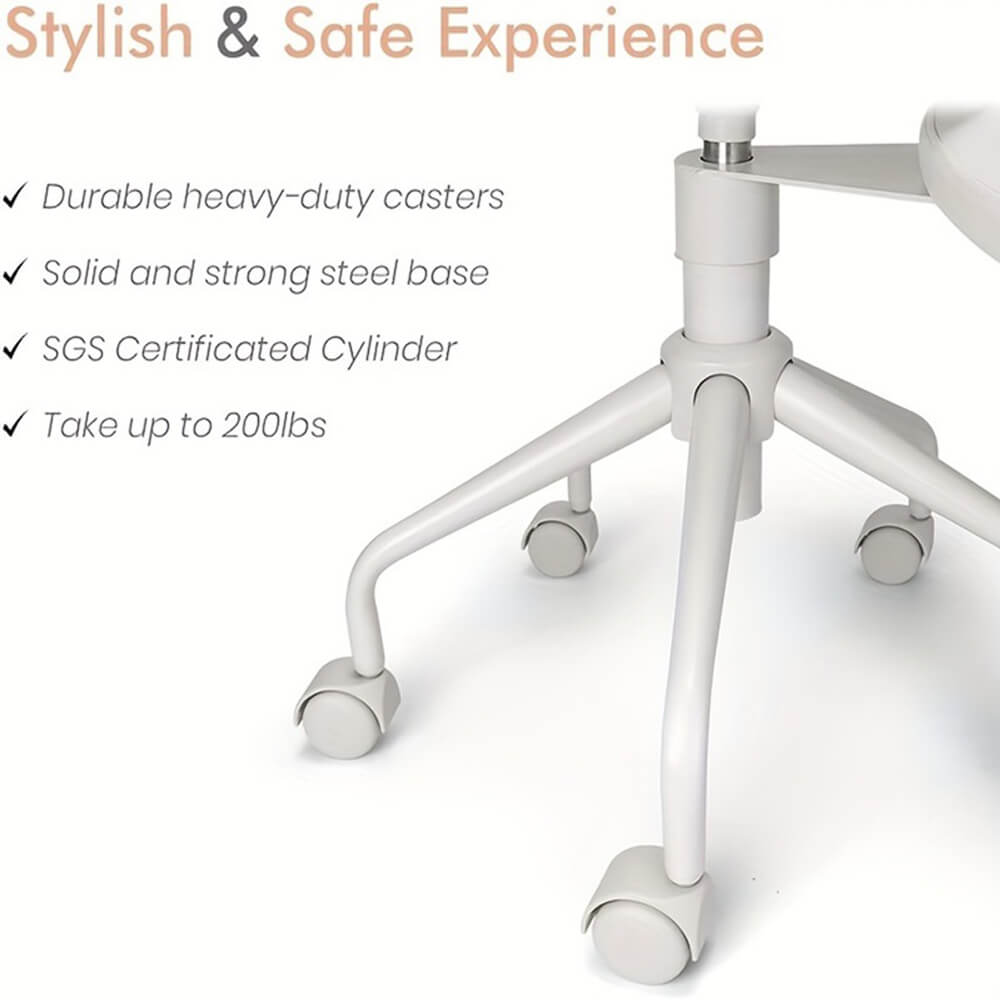 Stylish & Safe Experience
✓ Durable heavy-duty casters
✓ Solid and strong steel base
✓ SGS Certificated Cylinder
✓ Take up to 200lbs